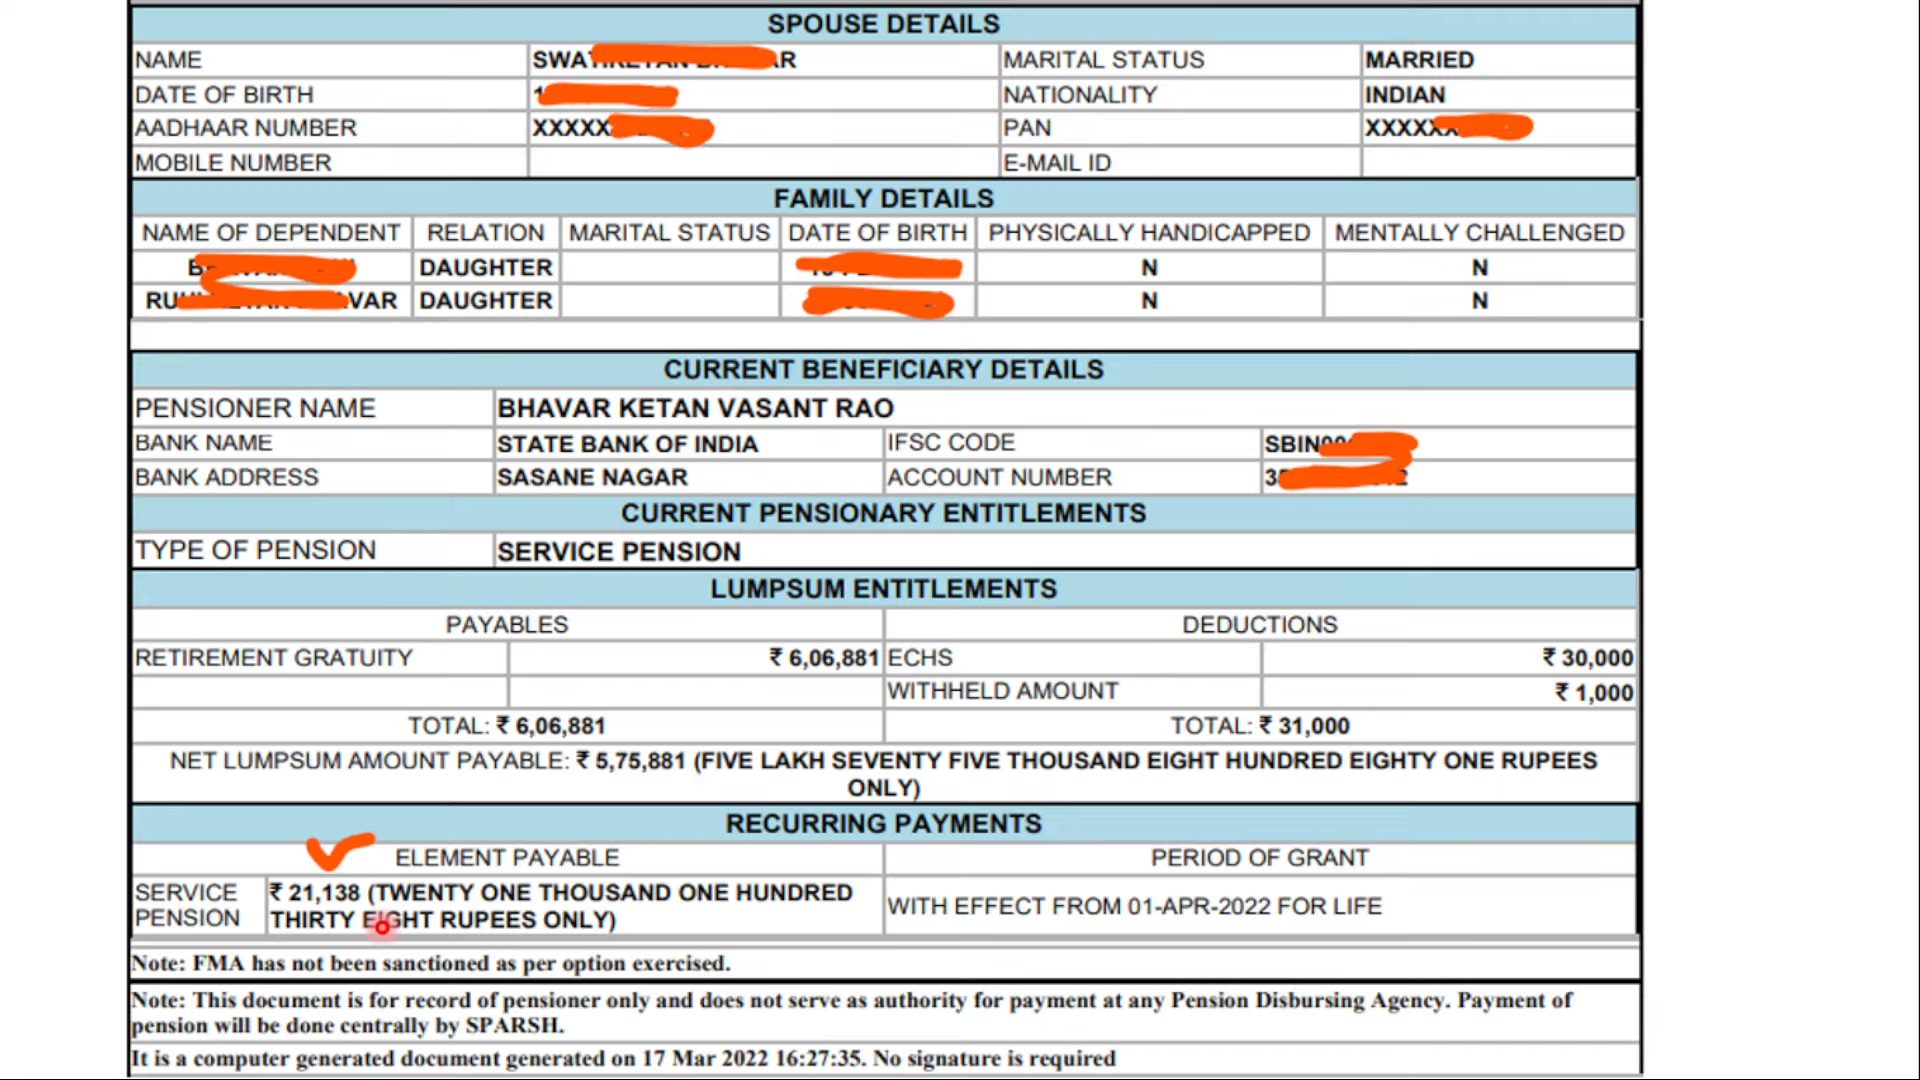 SPOUSE DETAILS
NAME MARITAL STATUS MARRIED
DATE OF BIRTH NATIONALITY INDIAN
AADHAAR NUMBER XXXXX PAN XXXXXX
MOBILE NUMBER E-MAIL ID
FAMILY DETAILS
NAME OF DEPENDENT RELATION MARITAL STATUS DATE OF BIRTH PHYSICALLY HANDICAPPED MENTALLY CHALLENGED
DAUGHTER N N
DAUGHTER N N
CURRENT BENEFICIARY DETAILS
PENSIONER NAME BHAVAR KETAN VASANT RAO
BANK NAME STATE BANK OF INDIA IFSC CODE SBIN
BANK ADDRESS SASANE NAGAR ACCOUNT NUMBER
CURRENT PENSIONARY ENTITLEMENTS
TYPE OF PENSION SERVICE PENSION
LUMPSUM ENTITLEMENTS
PAYABLES DEDUCTIONS
RETIREMENT GRATUITY ₹ 6,06,881 ECHS ₹ 30,000
WITHHELD AMOUNT ₹ 1,000
TOTAL: ₹ 6,06,881 TOTAL: ₹ 31,000
NET LUMPSUM AMOUNT PAYABLE: ₹ 5,75,881 (FIVE LAKH SEVENTY FIVE THOUSAND EIGHT HUNDRED EIGHTY ONE RUPEES
ONLY)
RECURRING PAYMENTS
ELEMENT PAYABLE PERIOD OF GRANT
SERVICE PENSION ₹ 21,138 (TWENTY ONE THOUSAND ONE HUNDRED
THIRTY EIGHT RUPEES ONLY) WITH EFFECT FROM 01-APR-2022 FOR LIFE
Note: FMA has not been sanctioned as per option exercised.
Note: This document is for record of pensioner only and does not serve as authority for payment at any Pension Disbursing Agency. Payment of
pension will be done centrally by SPARSH.
It is a computer generated document generated on 17 Mar 2022 16:27:35. No signature is required